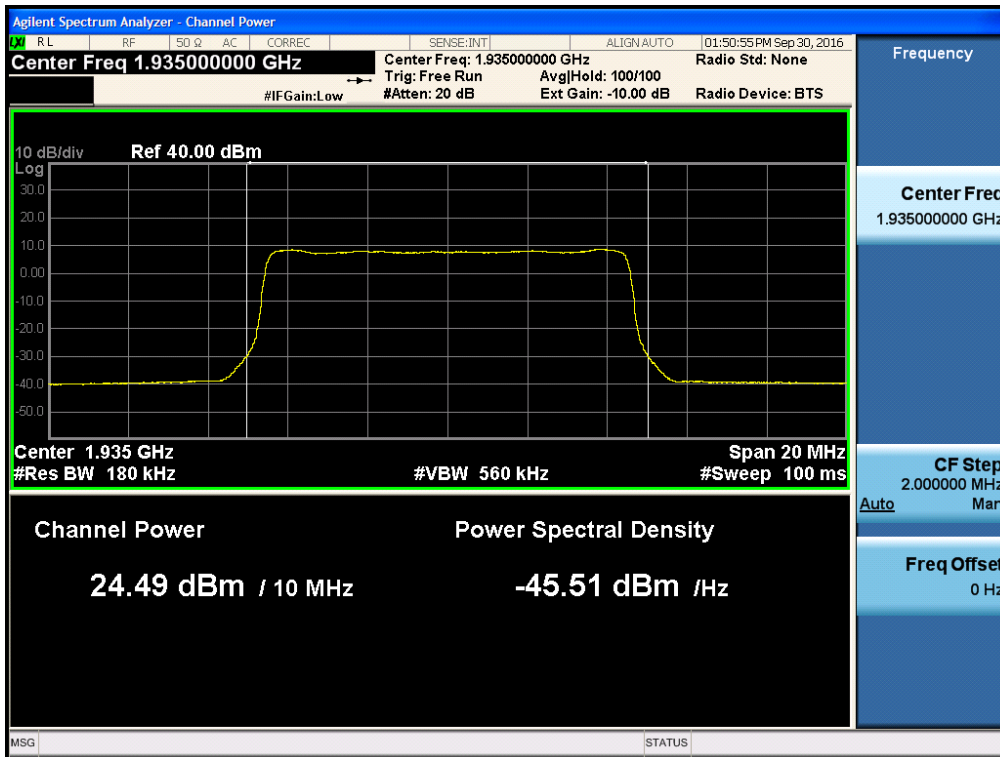 Agilent Spectrum Analyzer - Channel Power
LXI RL RF 50 Ω AC CORREC SENSE:INT ALIGN AUTO 01:50:55 PM Sep 30, 2016
Center Freq 1.935000000 GHz
Center Freq: 1.935000000 GHz
Radio Std: None
Trig: Free Run
Avg|Hold: 100/100
#IFGain:Low
#Atten: 20 dB
Ext Gain: -10.00 dB
Radio Device: BTS
10 dB/div
Ref 40.00 dBm
Log
30.0
20.0
10.0
0.00
-10.0
-20.0
-30.0
-40.0
-50.0
Center 1.935 GHz
Span 20 MHz
#Res BW 180 kHz
#VBW 560 kHz
#Sweep 100 ms
Channel Power
Power Spectral Density
24.49 dBm / 10 MHz
-45.51 dBm /Hz
Frequency
Center Freq
1.935000000 GHz
CF Step
2.000000 MHz
Auto Man
Freq Offset
0 Hz
MSG
STATUS